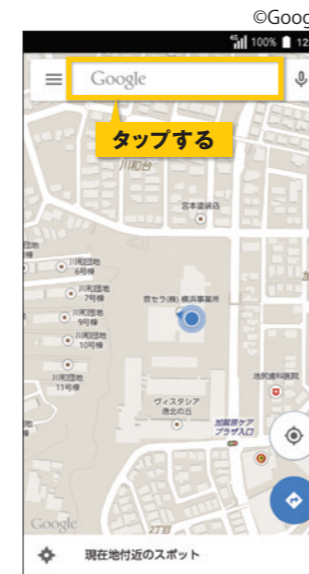 ©Goog
4G 100% 12
Google
タップする
川和台
宮本塗装店
川和団地
6号棟
川和団地
7号棟
京セラ(株) 横浜事業所
川和団地
9号棟
川和団地
10号棟
川和団地
11号棟
池尻歯科医院
ヴィスタシア
港北の丘
加賀原ケア
プラザ入口
2丁目
Google
現在地付近のスポット